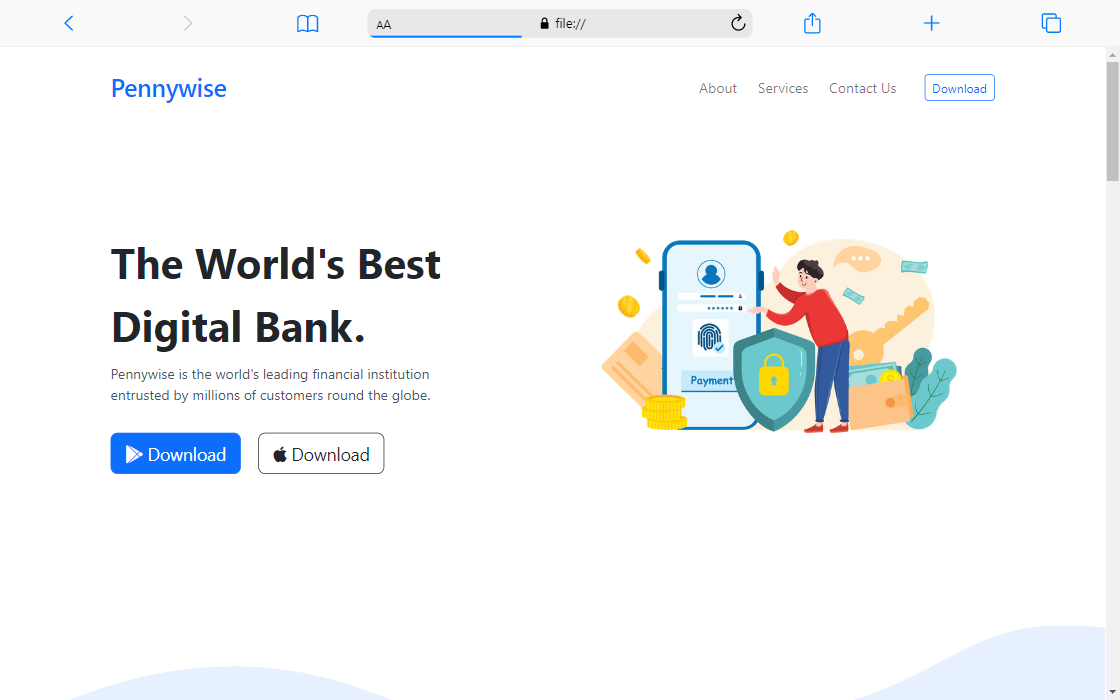 AA
file://
Pennywise
About
Services
Contact Us
Download
The World's Best
Digital Bank.
Pennywise is the world's leading financial institution
entrusted by millions of customers round the globe.
Download
Download
Payment